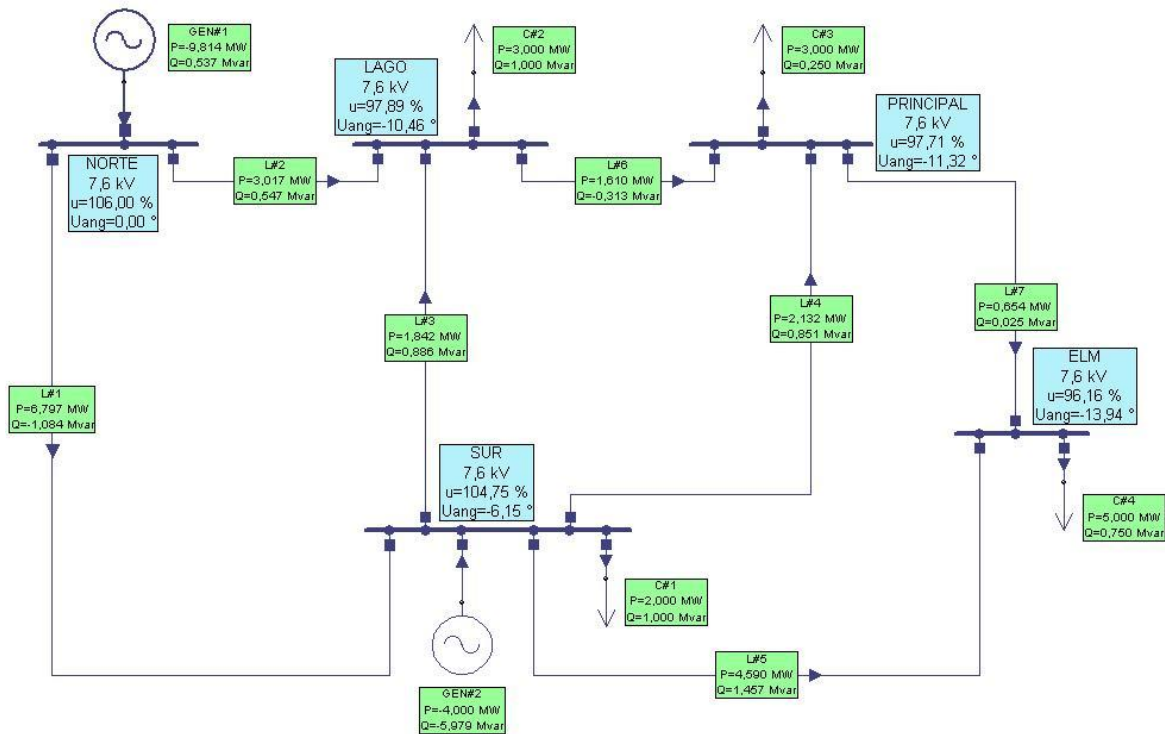 GEN#1
P=-9,814 MW
Q=0,537 Mvar
C#2
P=3,000 MW
Q=1,000 Mvar
C#3
P=3,000 MW
Q=0,250 Mvar
LAGO
7,6 kV
u=97,89 %
Uang=-10,46 °
PRINCIPAL
7,6 kV
u=97,71 %
Uang=-11,32 °
NORTE
7,6 kV
u=106,00 %
Uang=0,00 °
L#2
P=3,017 MW
Q=0,547 Mvar
L#6
P=1,610 MW
Q=-0,313 Mvar
L#3
P=1,842 MW
Q=0,886 Mvar
L#4
P=2,132 MW
Q=0,851 Mvar
L#7
P=0,654 MW
Q=0,025 Mvar
ELM
7,6 kV
u=96,16 %
Uang=-13,94 °
L#1
P=6,797 MW
Q=-1,084 Mvar
SUR
7,6 kV
u=104,75 %
Uang=-6,15 °
C#4
P=5,000 MW
Q=0,750 Mvar
C#1
P=2,000 MW
Q=1,000 Mvar
L#5
P=4,590 MW
Q=1,457 Mvar
GEN#2
P=-4,000 MW
Q=-5,979 Mvar